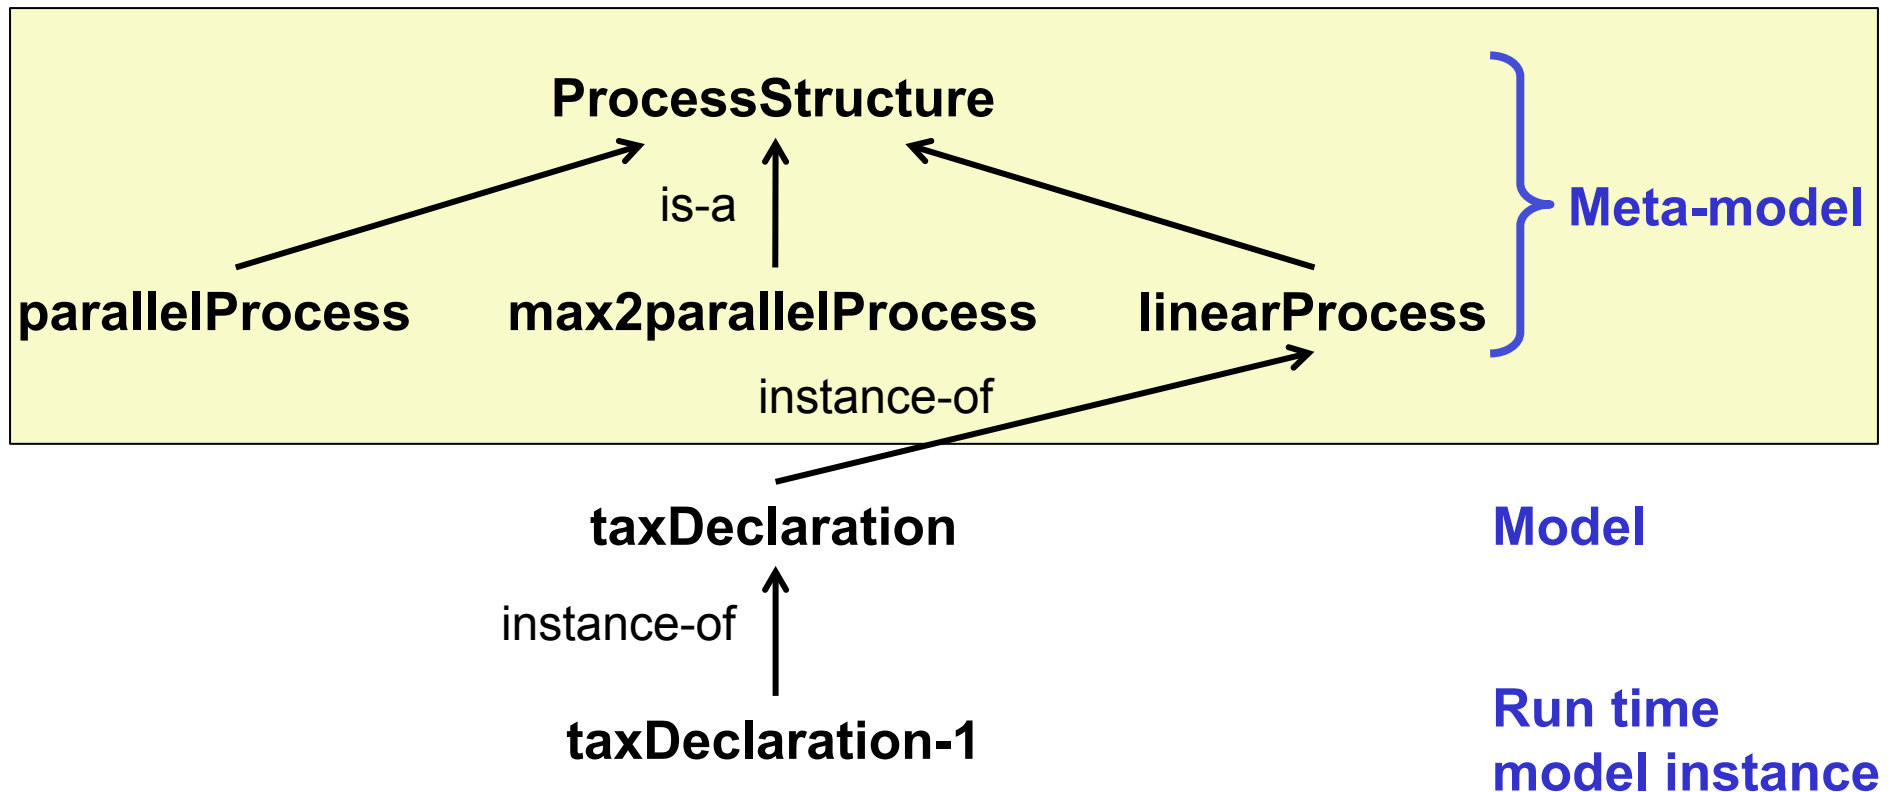 ProcessStructure
is-a
Meta-model
parallelProcess
max2parallelProcess
linearProcess
instance-of
taxDeclaration
Model
instance-of
taxDeclaration-1
Run time
model instance